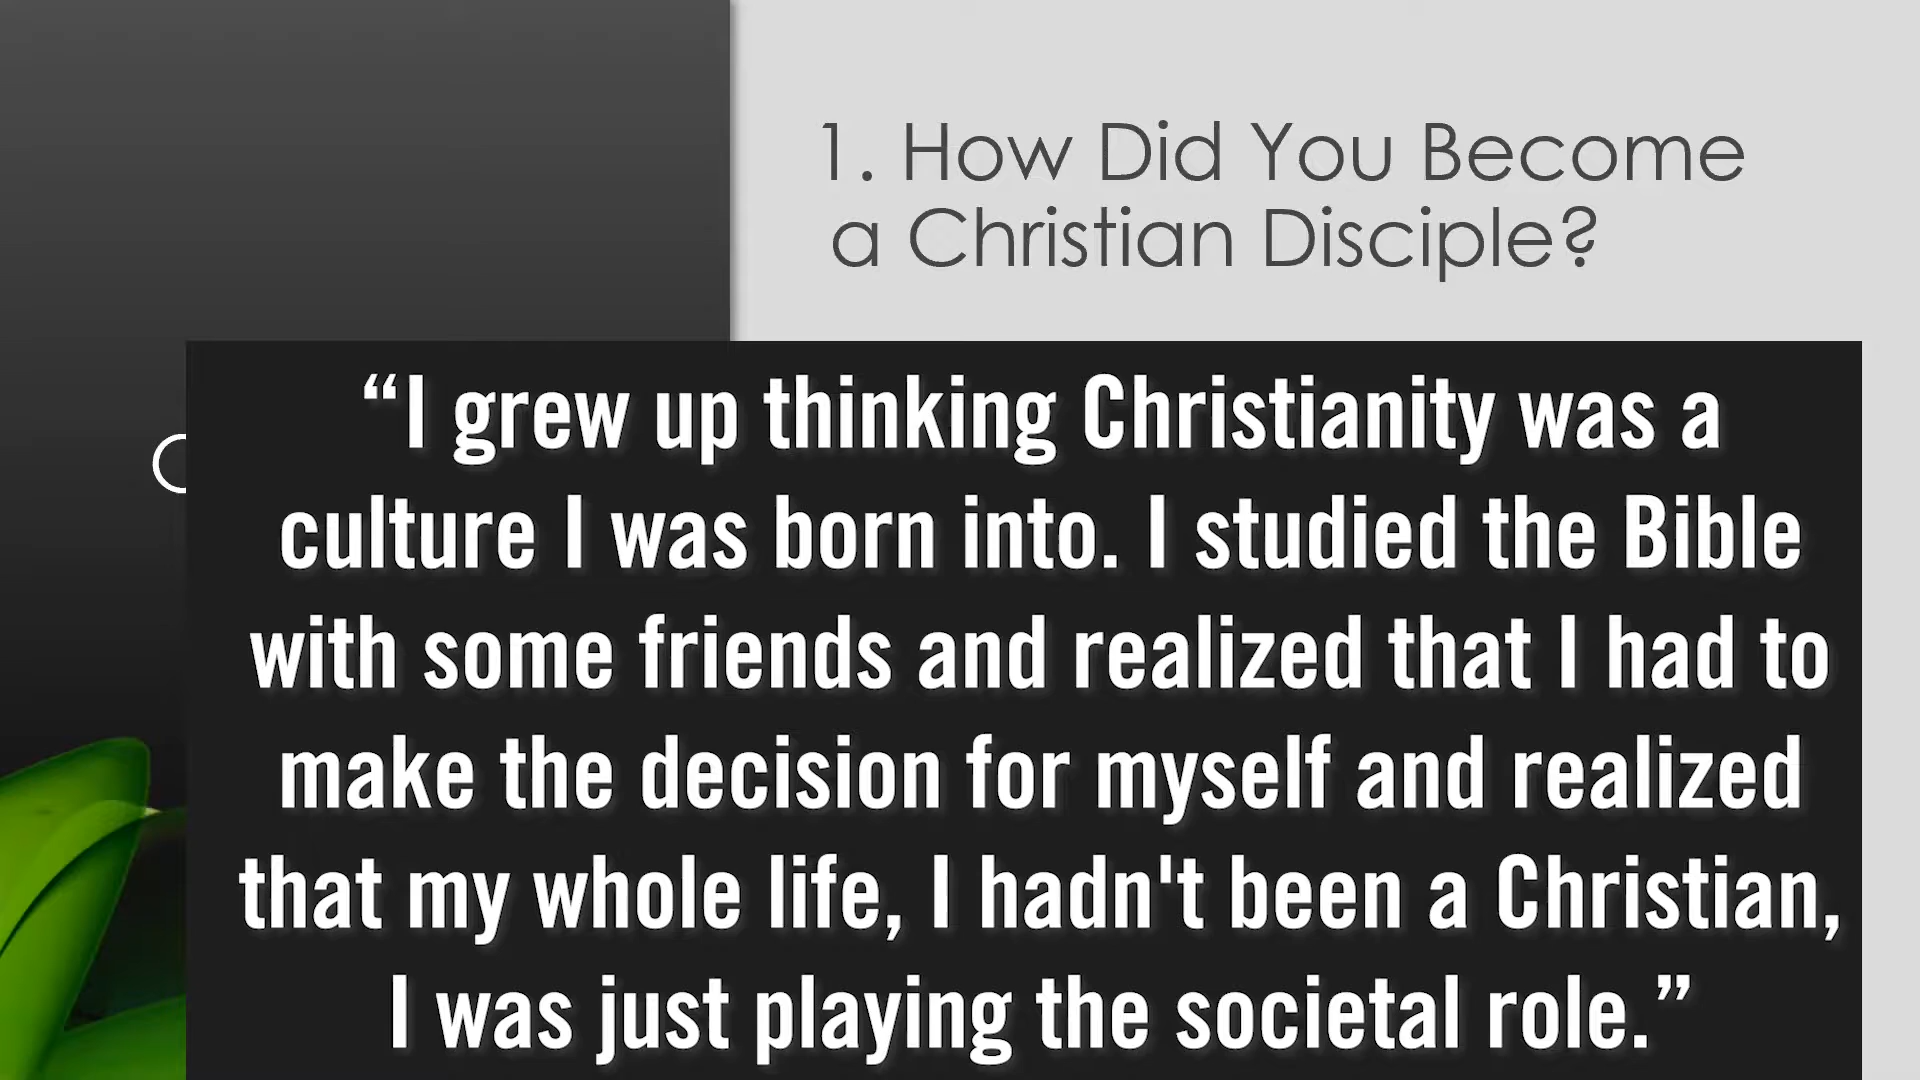 1. How Did You Become
a Christian Disciple?
“I grew up thinking Christianity was a
culture I was born into. I studied the Bible
with some friends and realized that I had to
make the decision for myself and realized
that my whole life, I hadn't been a Christian,
I was just playing the societal role.”